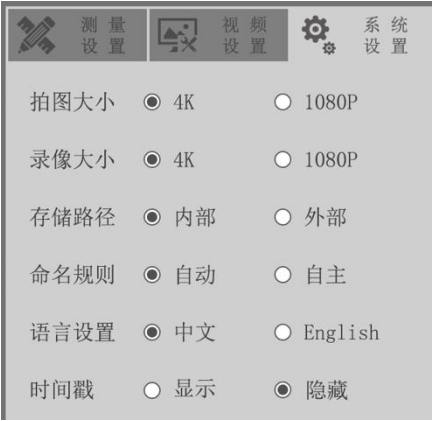 测量 视频 系统
设置 设置 设置
拍图大小 4K 1080P
录像大小 4K 1080P
存储路径 内部 外部
命名规则 自动 自主
语言设置 中文 English
时间戳 显示 隐藏